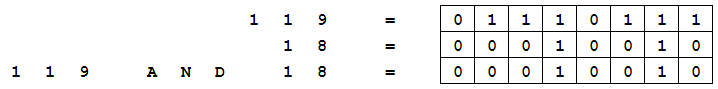 119 = 0 1 1 1 0 1 1 1
18 = 0 0 0 1 0 0 1 0
119 AND 18 = 0 0 0 1 0 0 1 0